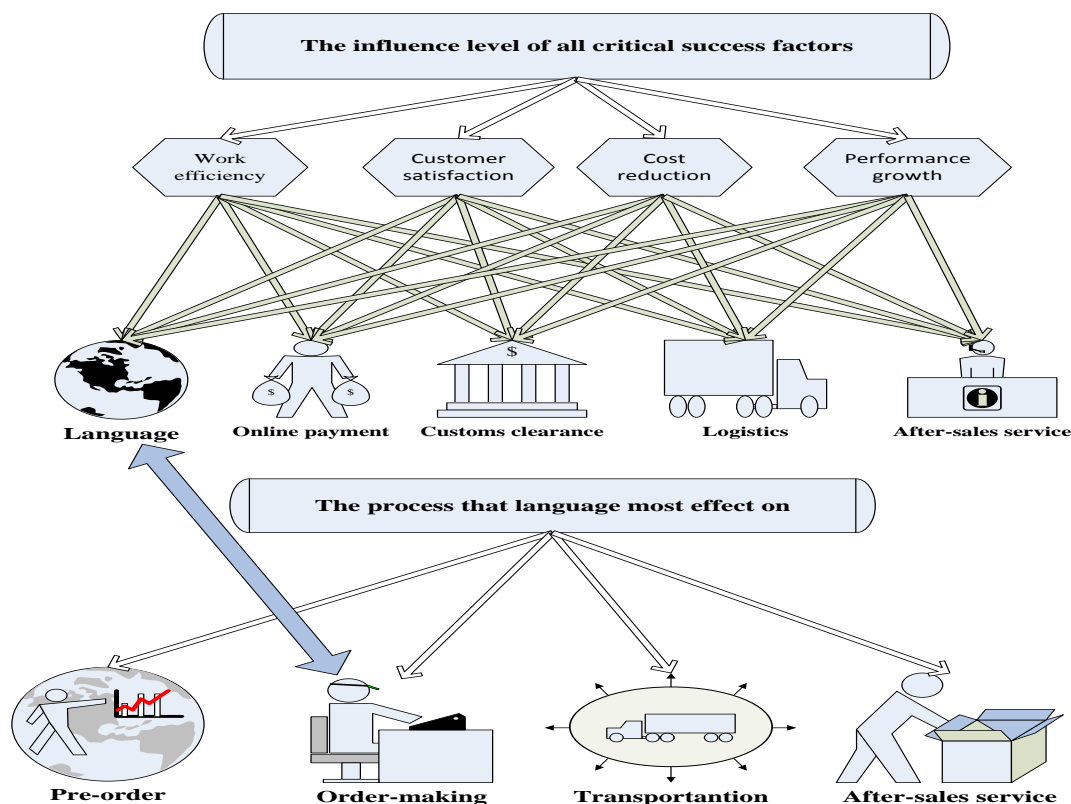 The influence level of all critical success factors
Work
efficiency
Customer
satisfaction
Cost
reduction
Performance
growth
$
$
$
i
Language
Online payment
Customs clearance
Logistics
After-sales service
The process that language most effect on
Pre-order
Order-making
Transportantion
After-sales service